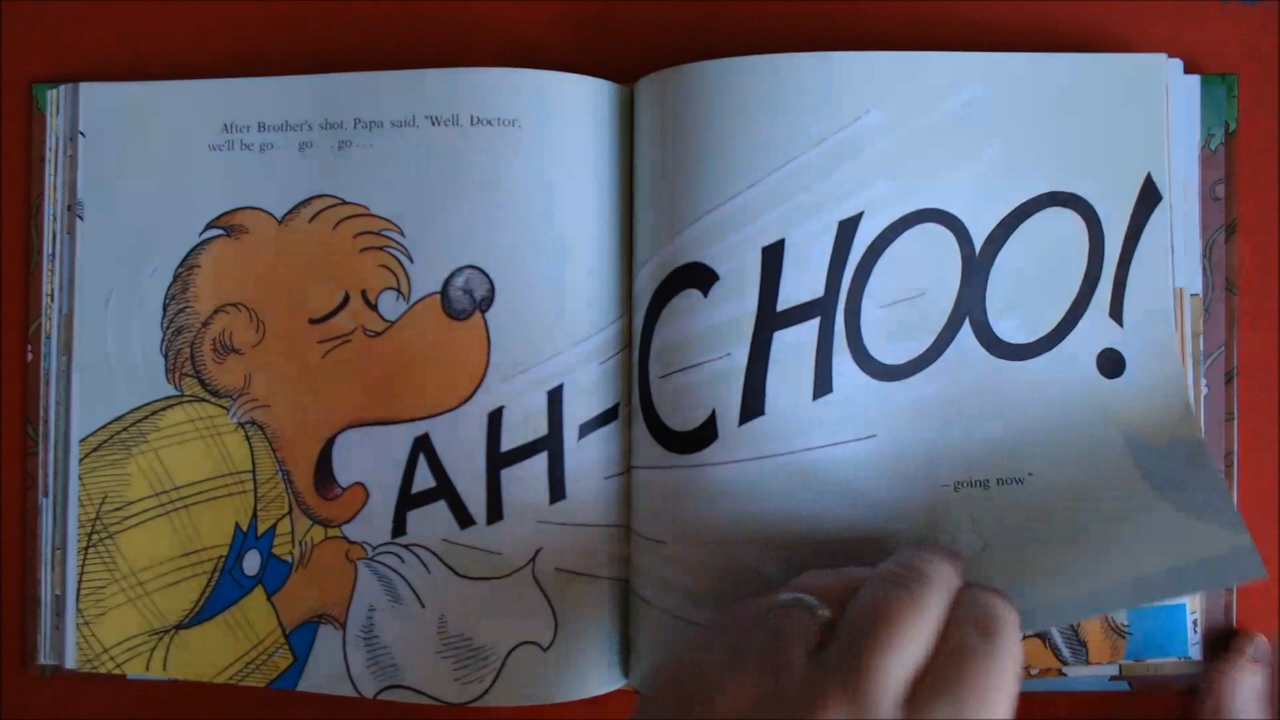 After Brother's shot, Papa said, "Well, Doctor,
we'll be go . . . go . . . go . . .
AH-CHOO!
—going now."